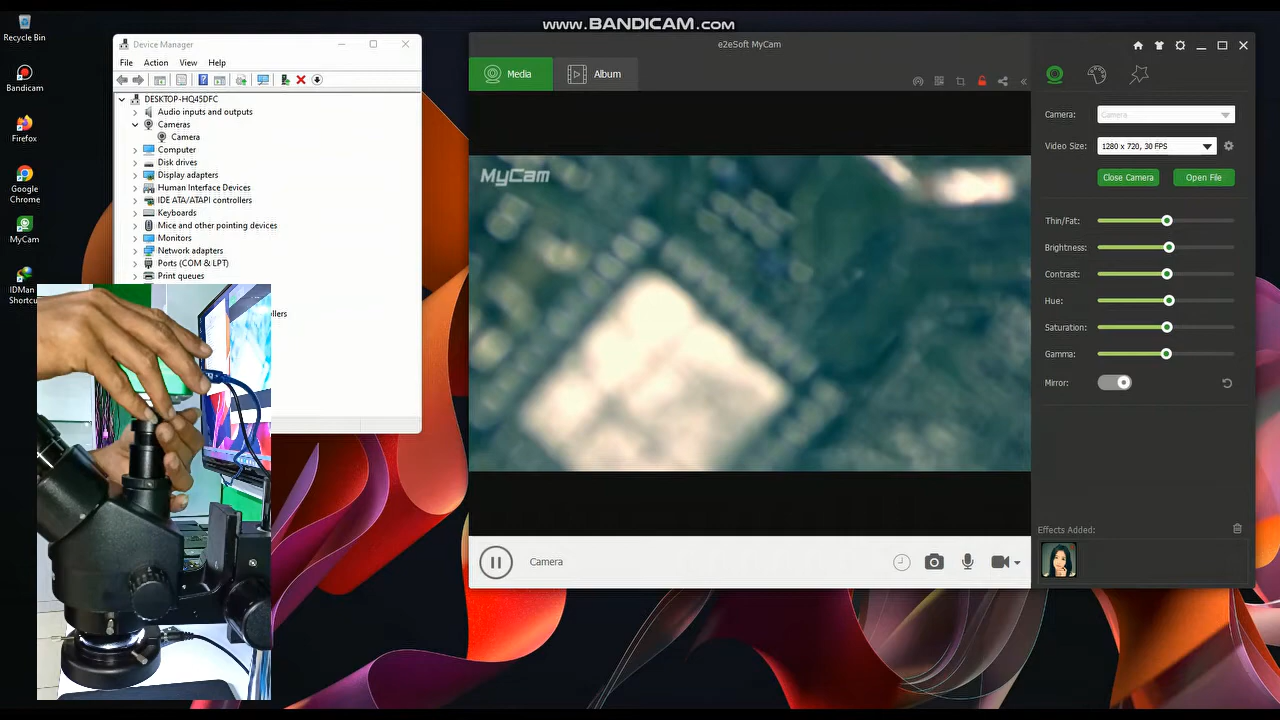 www.BANDICAM.com
Recycle Bin
Bandicam
Firefox
Google
Chrome
MyCam
IDMan
Shortcu
Device Manager
File Action View Help
DESKTOP-HQ45DFC
Audio inputs and outputs
Cameras
Camera
Computer
Disk drives
Display adapters
Human Interface Devices
IDE ATA/ATAPI controllers
Keyboards
Mice and other pointing devices
Monitors
Network adapters
Ports (COM & LPT)
Print queues
llers
e2eSoft MyCam
Media Album
MyCam
Camera
Camera: Camera
Video Size: 1280 x 720, 30 FPS
Close Camera Open File
Thin/Fat:
Brightness:
Contrast:
Hue:
Saturation:
Gamma:
Mirror:
Effects Added: